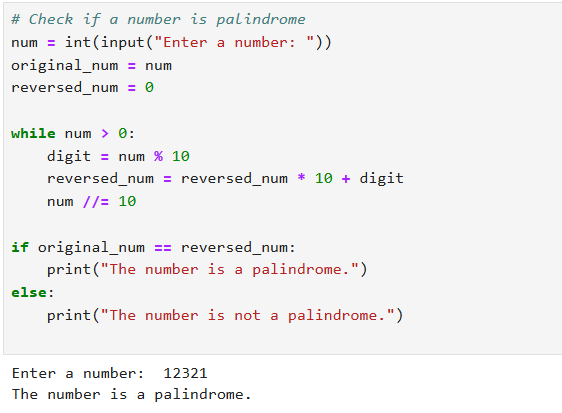 # Check if a number is palindrome
num = int(input("Enter a number: "))
original_num = num
reversed_num = 0

while num > 0:
    digit = num % 10
    reversed_num = reversed_num * 10 + digit
    num //= 10

if original_num == reversed_num:
    print("The number is a palindrome.")
else:
    print("The number is not a palindrome.")

Enter a number:  12321
The number is a palindrome.